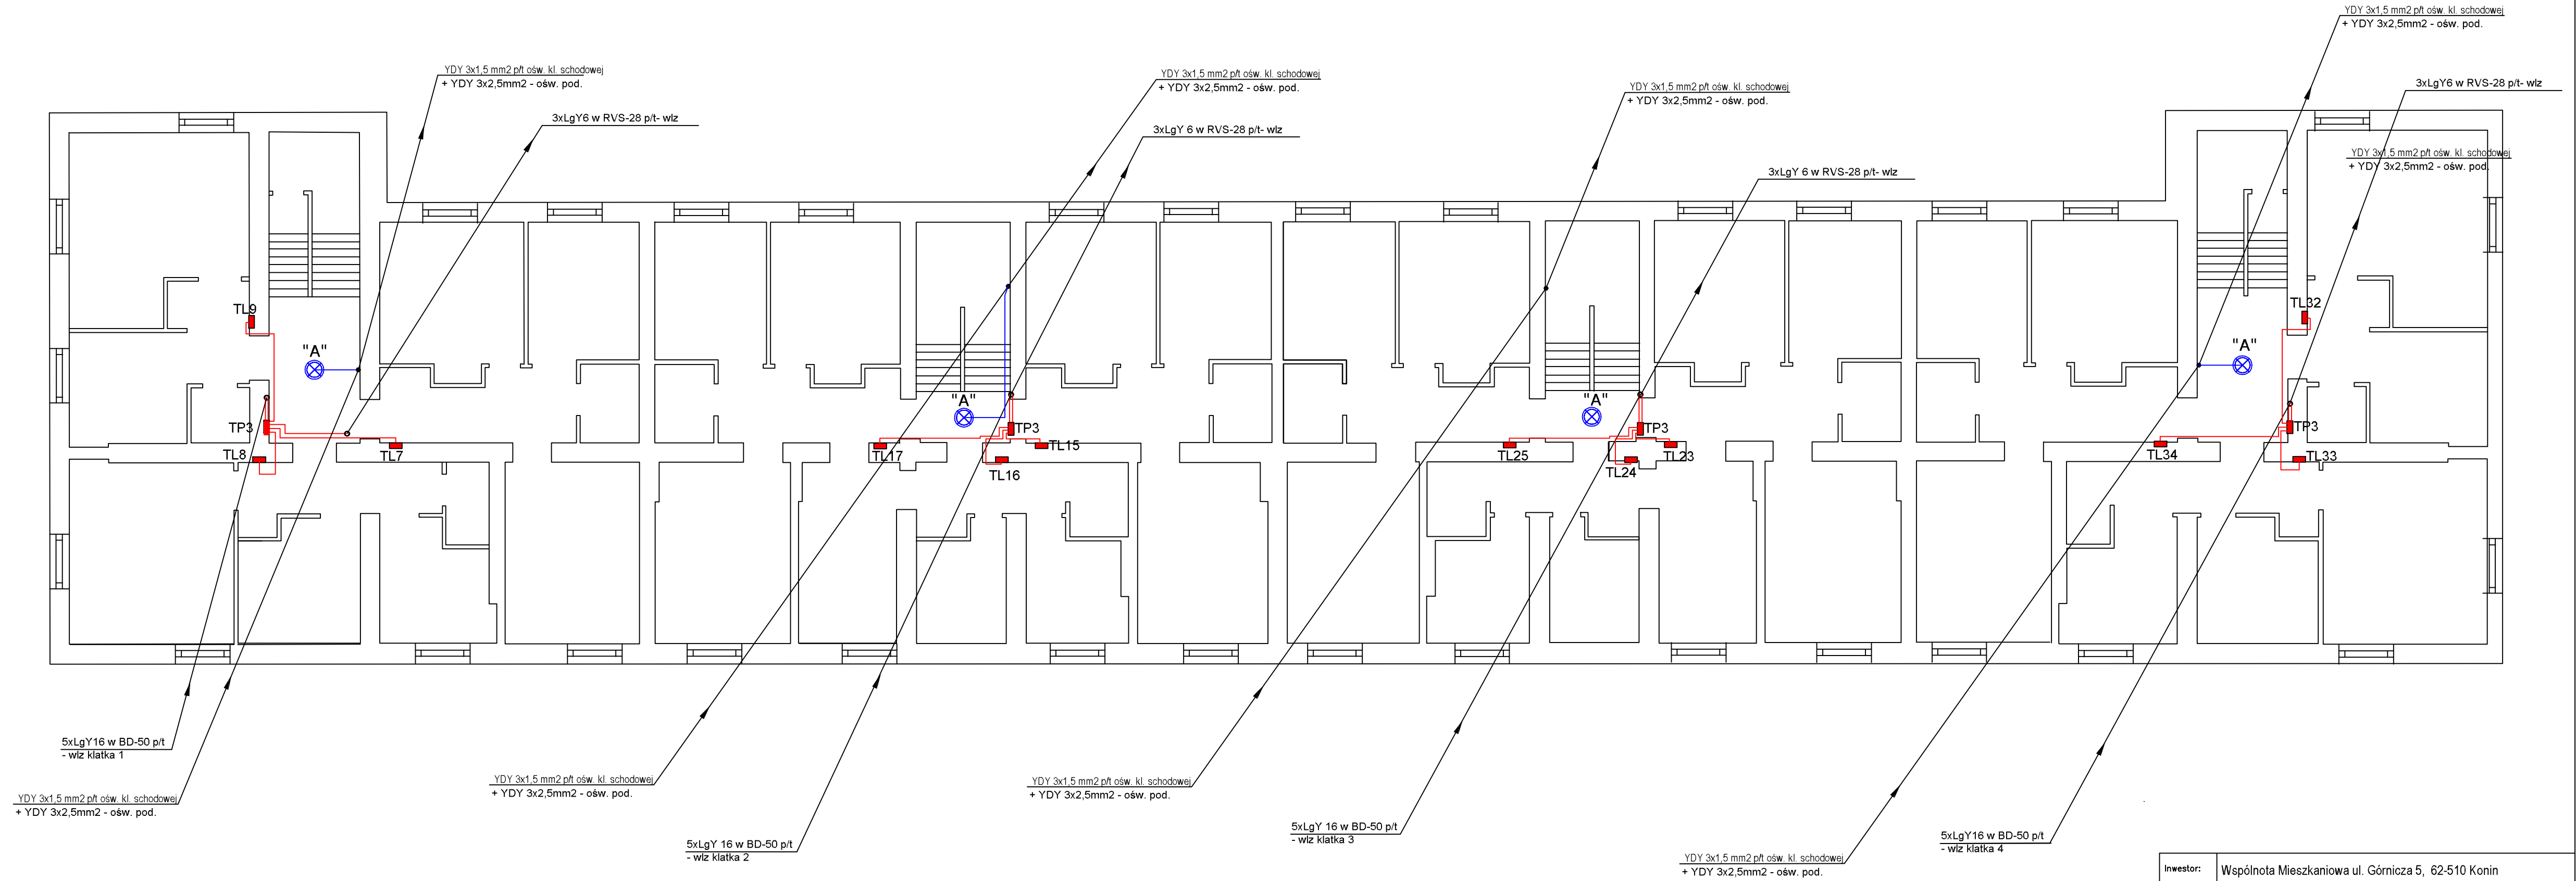 YDY 3x1,5 mm2 p/t ośw. kl. schodowej
+ YDY 3x2,5mm2 - ośw. pod.
YDY 3x1,5 mm2 p/t ośw. kl. schodowej
+ YDY 3x2,5mm2 - ośw. pod.
3xLgY6 w RVS-28 p/t- wlz
YDY 3x1,5 mm2 p/t ośw. kl. schodowej
+ YDY 3x2,5mm2 - ośw. pod.
3xLgY 6 w RVS-28 p/t- wlz
YDY 3x1,5 mm2 p/t ośw. kl. schodowej
+ YDY 3x2,5mm2 - ośw. pod.
3xLgY6 w RVS-28 p/t- wlz
3xLgY 6 w RVS-28 p/t- wlz
YDY 3x1,5 mm2 p/t ośw. kl. schodowej
+ YDY 3x2,5mm2 - ośw. pod.
TL9
"A"
TP3
TL8
TL7
"A"
TP3
TL17
TL15
TL16
"A"
TP3
TL25
TL23
TL24
TL32
"A"
TP3
TL34
TL33
5xLgY16 w BD-50 p/t
- wlz klatka 1
YDY 3x1,5 mm2 p/t ośw. kl. schodowej
+ YDY 3x2,5mm2 - ośw. pod.
YDY 3x1,5 mm2 p/t ośw. kl. schodowej
+ YDY 3x2,5mm2 - ośw. pod.
5xLgY 16 w BD-50 p/t
- wlz klatka 2
YDY 3x1,5 mm2 p/t ośw. kl. schodowej
+ YDY 3x2,5mm2 - ośw. pod.
5xLgY 16 w BD-50 p/t
- wlz klatka 3
YDY 3x1,5 mm2 p/t ośw. kl. schodowej
+ YDY 3x2,5mm2 - ośw. pod.
5xLgY16 w BD-50 p/t
- wlz klatka 4
Inwestor: Wspólnota Mieszkaniowa ul. Górnicza 5, 62-510 Konin